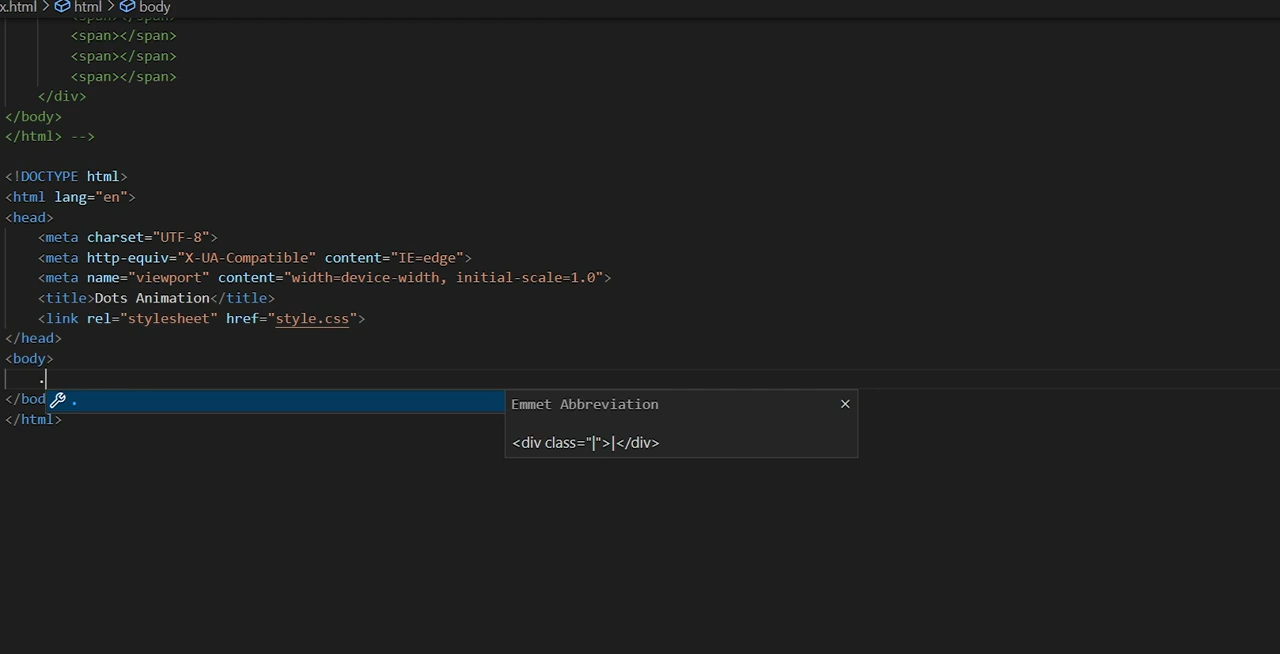 x.html > html > body
<span></span>
<span></span>
<span></span>
<span></span>
</div>
</body>
</html> -->
<!DOCTYPE html>
<html lang="en">
<head>
<meta charset="UTF-8">
<meta http-equiv="X-UA-Compatible" content="IE=edge">
<meta name="viewport" content="width=device-width, initial-scale=1.0">
<title>Dots Animation</title>
<link rel="stylesheet" href="style.css">
</head>
<body>
.
</bod
.
Emmet Abbreviation ×
<div class="|">|</div>
</html>